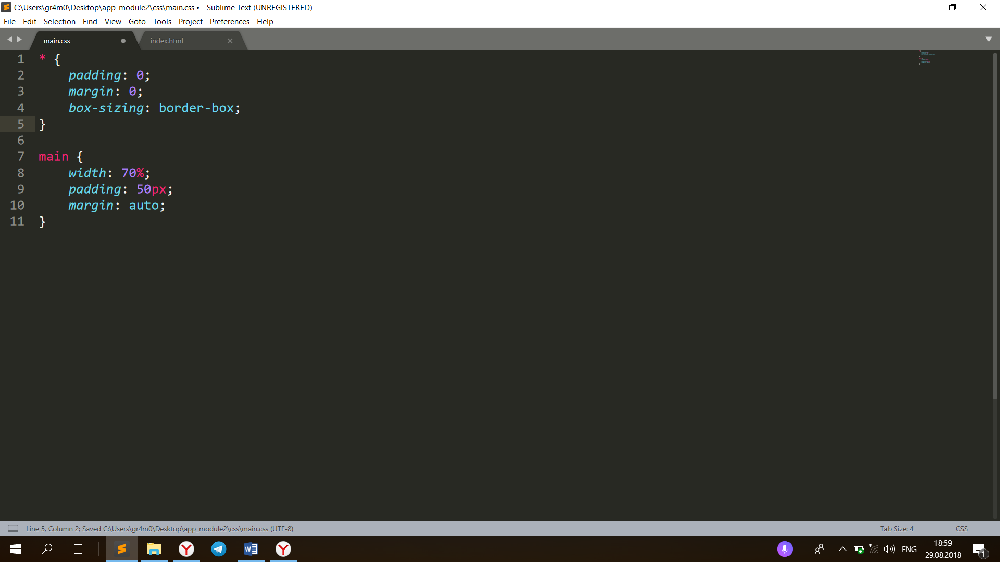 C:\Users\gr4m0\Desktop\app_module2\css\main.css • - Sublime Text (UNREGISTERED)
File Edit Selection Find View Goto Tools Project Preferences Help
main.css index.html
1 * {
2 padding: 0;
3 margin: 0;
4 box-sizing: border-box;
5 }
6
7 main {
8 width: 70%;
9 padding: 50px;
10 margin: auto;
11 }
Line 5, Column 2; Saved C:\Users\gr4m0\Desktop\app_module2\css\main.css (UTF-8) Tab Size: 4 CSS
ENG
18:59
29.08.2018
1